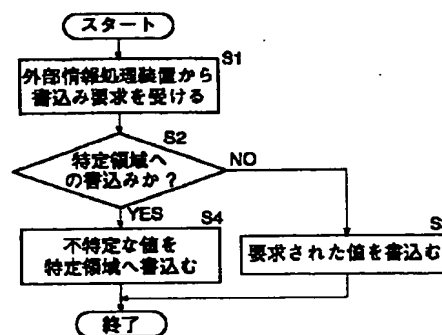 スタート
S1
外部情報処理装置から
書込み要求を受ける
S2
特定領域へ
の書込みか?
NO
YES
S4
不特定な値を
特定領域へ書込む
S
要求された値を書込む
終了